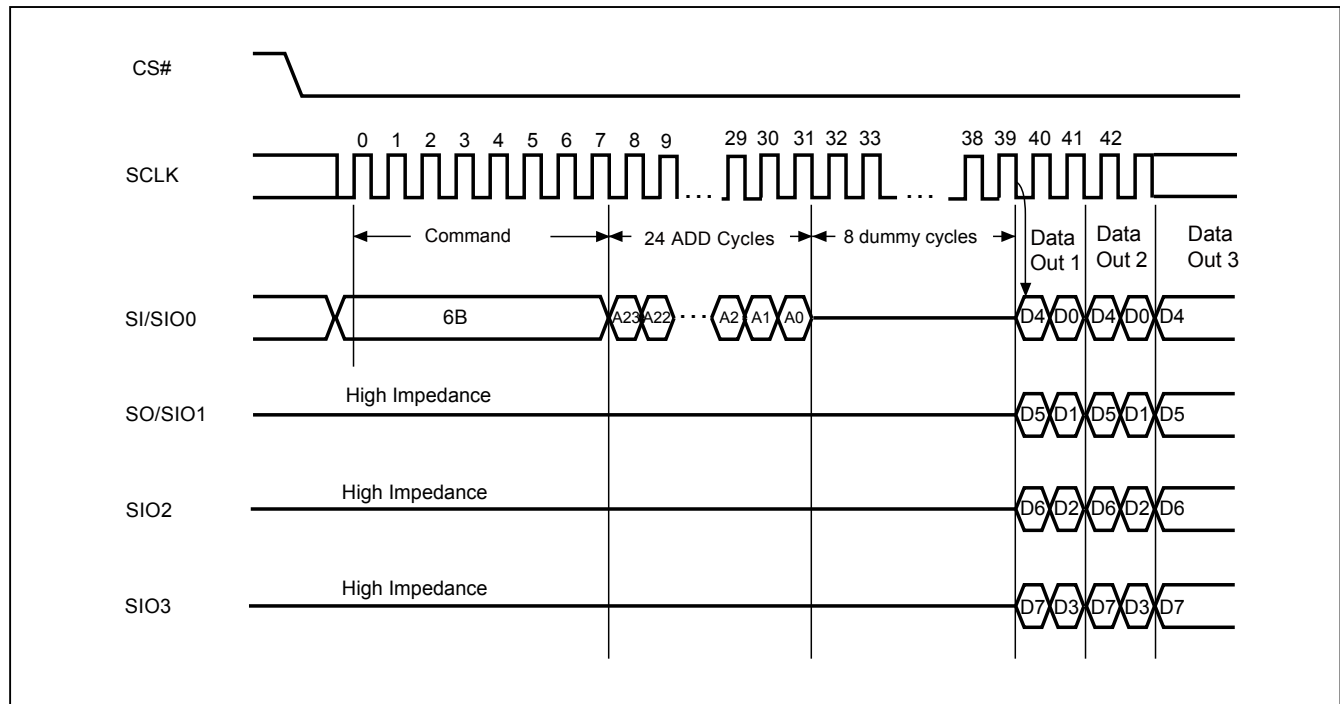 CS#
0 1 2 3 4 5 6 7 8 9 29 30 31 32 33 38 39 40 41 42
SCLK
... ...
Command 24 ADD Cycles 8 dummy cycles Data Out 1 Data Out 2 Data Out 3
SI/SIO0 6B A23 A22 ... A2 A1 A0 D4 D0 D4 D0 D4
High Impedance
SO/SIO1 D5 D1 D5 D1 D5
High Impedance
SIO2 D6 D2 D6 D2 D6
High Impedance
SIO3 D7 D3 D7 D3 D7